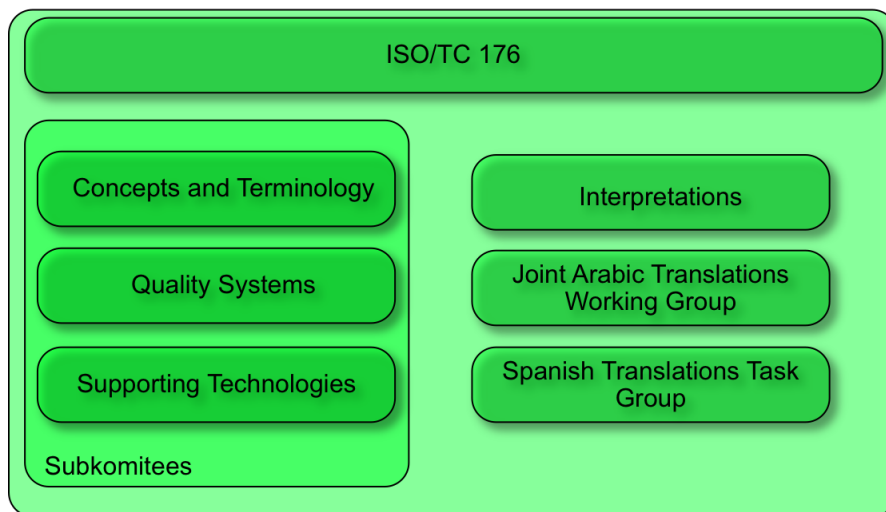 ISO/TC 176
Concepts and Terminology
Quality Systems
Supporting Technologies
Subkomitees
Interpretations
Joint Arabic Translations
Working Group
Spanish Translations Task
Group